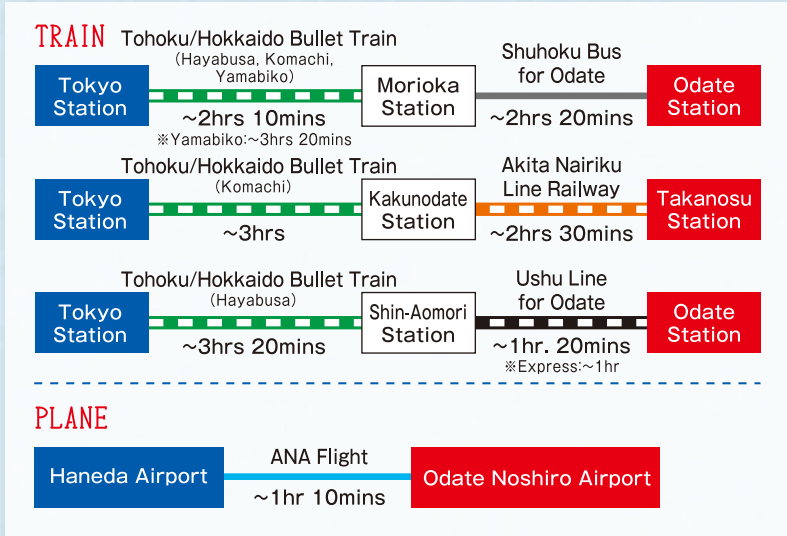 TRAIN
Tohoku/Hokkaido Bullet Train
(Hayabusa, Komachi,
Yamabiko)
Shuhoku Bus
for Odate
Tokyo
Station
Morioka
Station
Odate
Station
~2hrs 10mins
※Yamabiko:~3hrs 20mins
~2hrs 20mins
Tohoku/Hokkaido Bullet Train
(Komachi)
Akita Nairiku
Line Railway
Tokyo
Station
Kakunodate
Station
Takanosu
Station
~3hrs
~2hrs 30mins
Tohoku/Hokkaido Bullet Train
(Hayabusa)
Ushu Line
for Odate
Tokyo
Station
Shin-Aomori
Station
Odate
Station
~3hrs 20mins
~1hr. 20mins
※Express:~1hr
PLANE
Haneda Airport
ANA Flight
~1hr 10mins
Odate Noshiro Airport